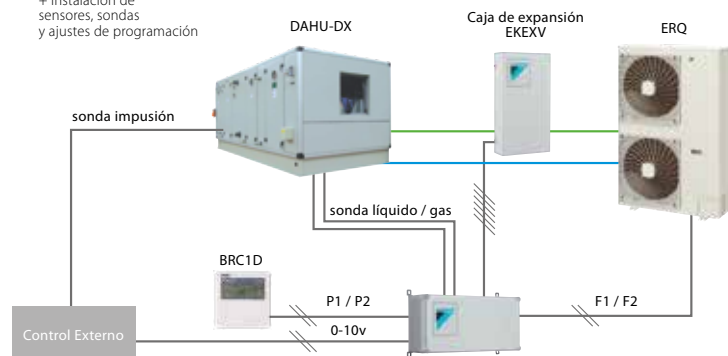 + instalación de
sensores, sondas
y ajustes de programación
DAHU-DX
Caja de expansión
EKEXV
ERQ
sonda impusión
sonda líquido / gas
BRC1D
P1 / P2
F1 / F2
0-10v
Control Externo